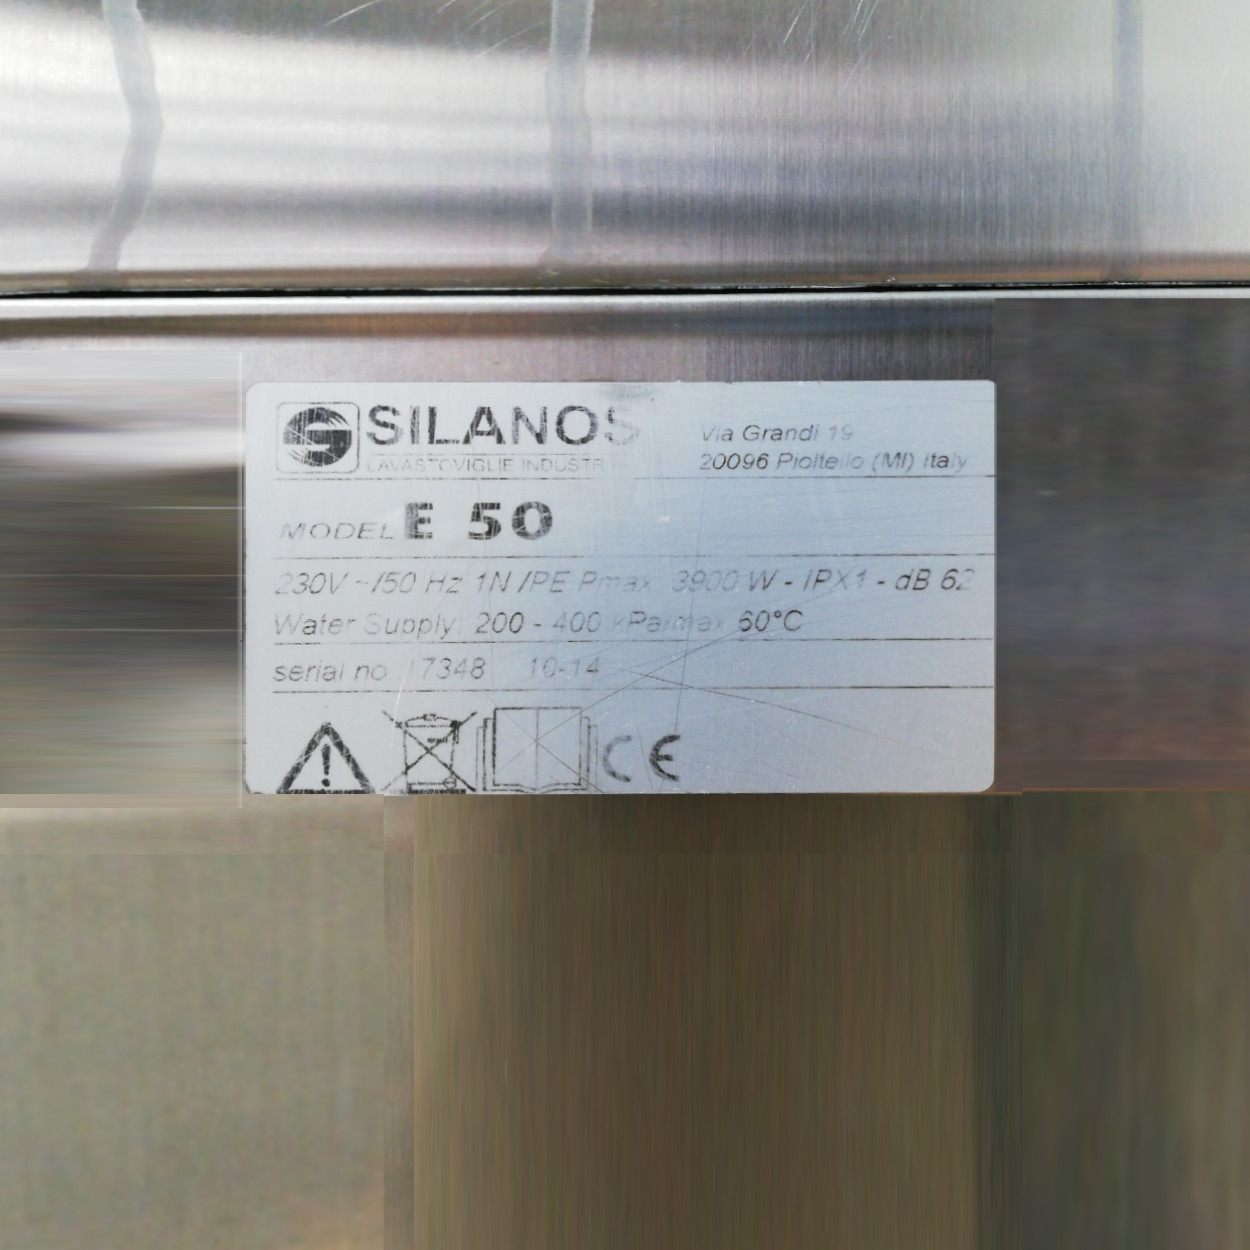 SILANOS
LAVASTOVIGLIE INDUSTR
Via Grandi 19
20096 Pioltello (MI) Italy
MODEL E 50
230V ~/50 Hz 1N /PE Pmax 3900 W - IPX1 - dB 62
Water Supply: 200 - 400 kPa/max 60°C
serial no 7348 10-14
CE